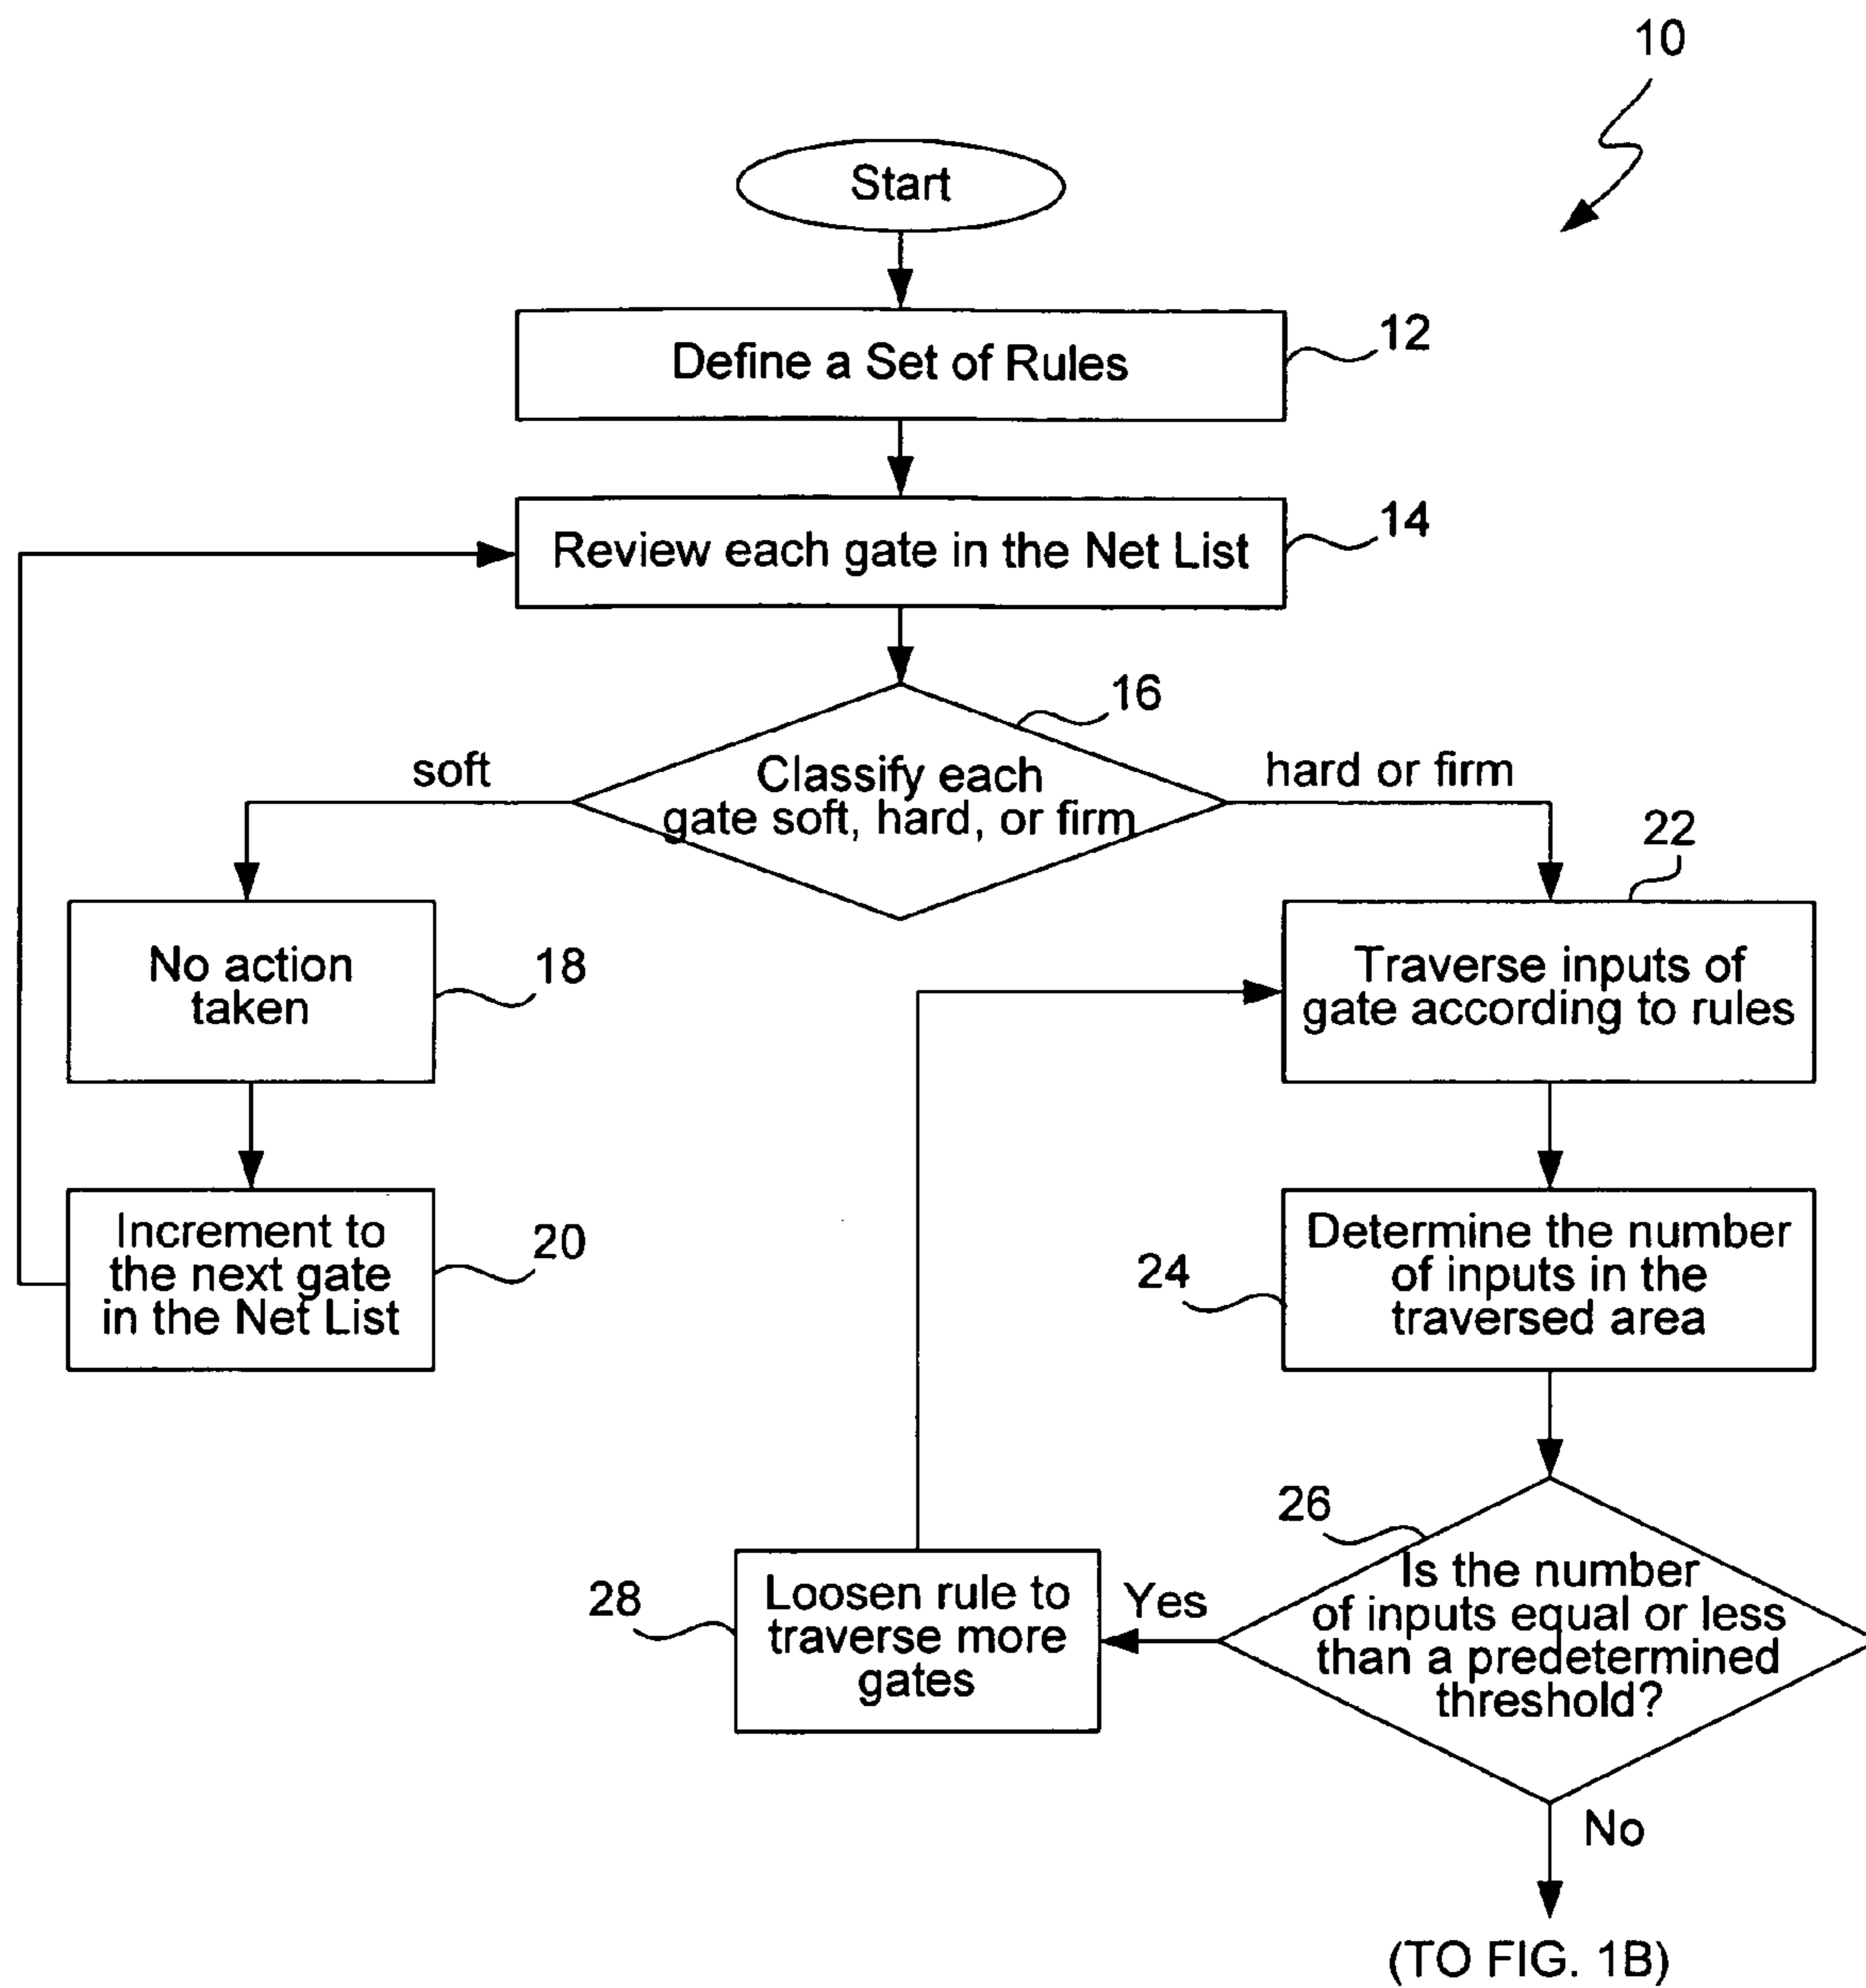 10
Start
Define a Set of Rules
12
Review each gate in the Net List
14
16
soft
Classify each
gate soft, hard, or firm
hard or firm
22
No action
taken
18
Traverse inputs of
gate according to rules
Increment to
the next gate
in the Net List
20
24
Determine the number
of inputs in the
traversed area
26
28
Loosen rule to
traverse more
gates
Yes
Is the number
of inputs equal or less
than a predetermined
threshold?
No
(TO FIG. 1B)